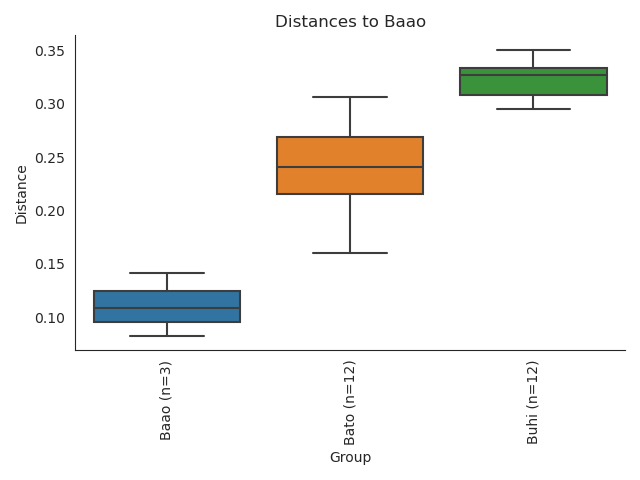 Distances to Baao
Distance
0.35
0.30
0.25
0.20
0.15
0.10
Baao (n=3)
Bato (n=12)
Buhi (n=12)
Group